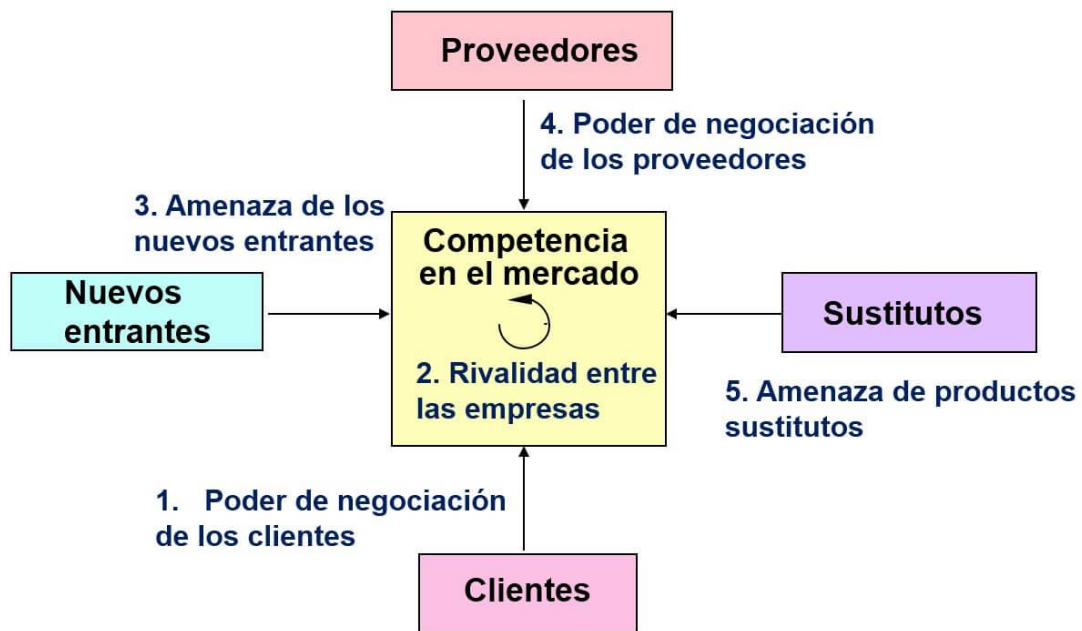 Proveedores
4. Poder de negociación
de los proveedores
3. Amenaza de los
nuevos entrantes
Competencia
en el mercado
Nuevos
entrantes
Sustitutos
2. Rivalidad entre
las empresas
5. Amenaza de productos
sustitutos
1. Poder de negociación
de los clientes
Clientes